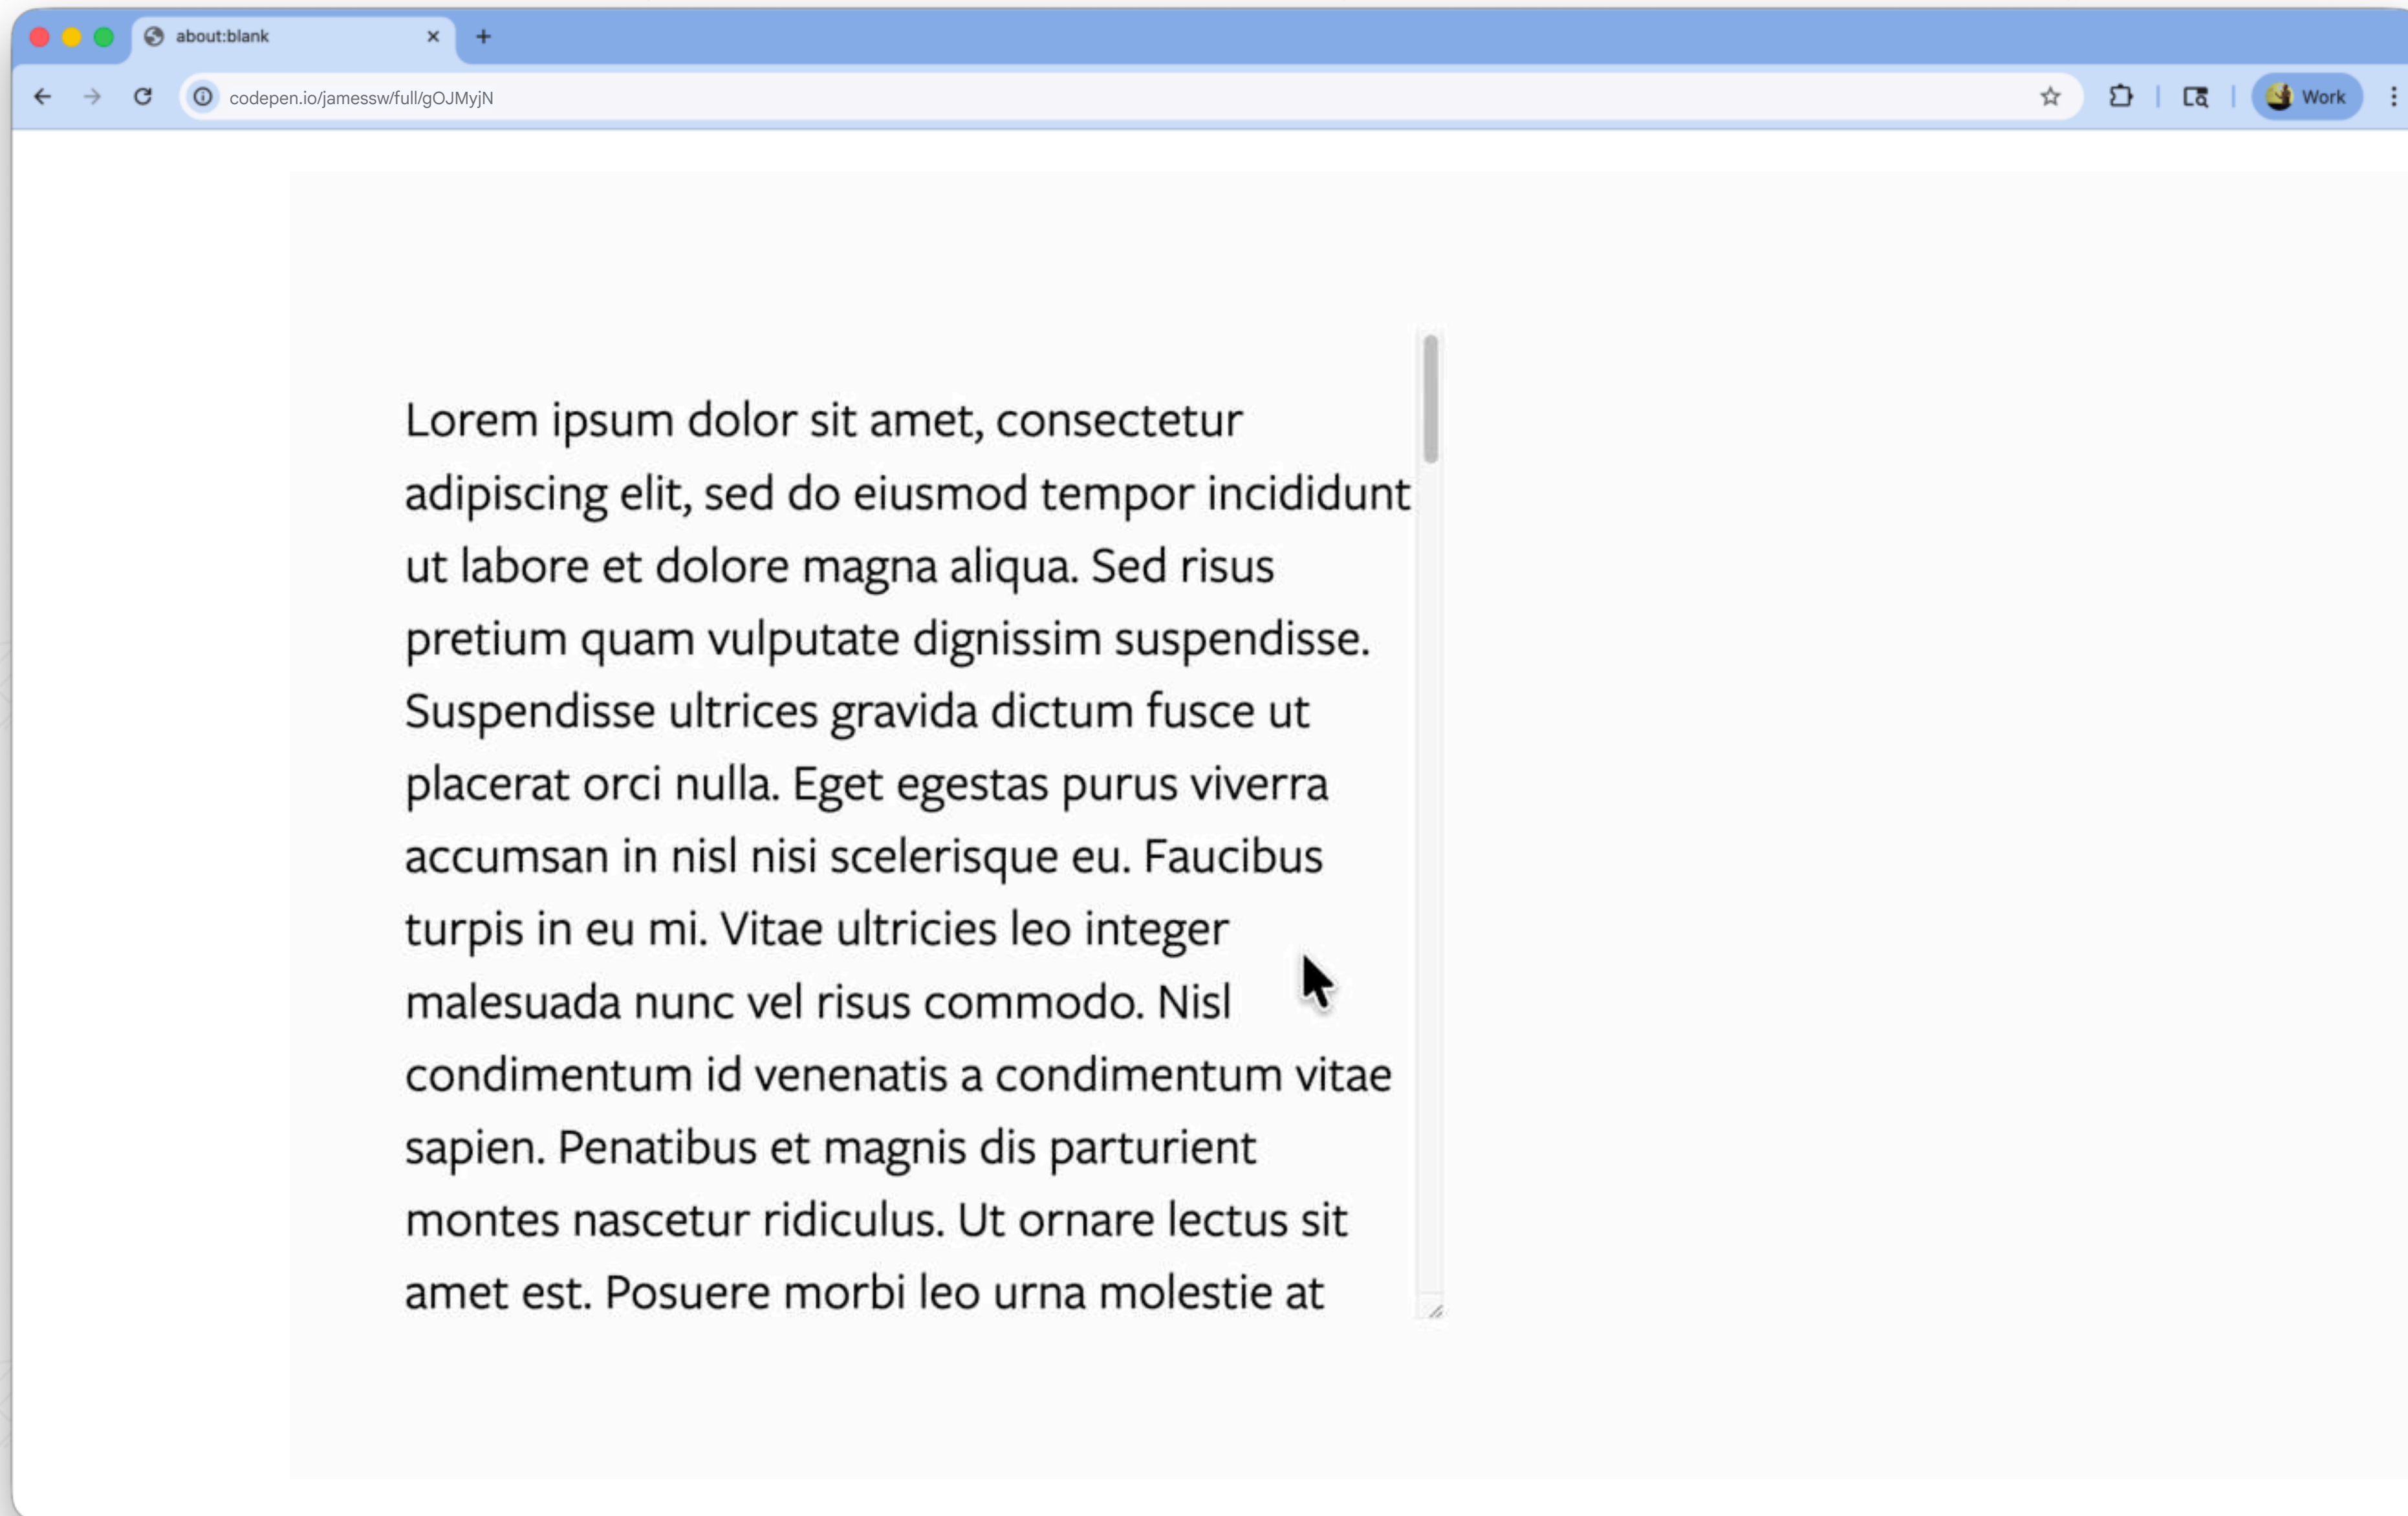 about:blank
codepen.io/jamessw/full/gOJMyjN
Work
Lorem ipsum dolor sit amet, consectetur
adipiscing elit, sed do eiusmod tempor incididunt
ut labore et dolore magna aliqua. Sed risus
pretium quam vulputate dignissim suspendisse.
Suspendisse ultrices gravida dictum fusce ut
placerat orci nulla. Eget egestas purus viverra
accumsan in nisl nisi scelerisque eu. Faucibus
turpis in eu mi. Vitae ultricies leo integer
malesuada nunc vel risus commodo. Nisl
condimentum id venenatis a condimentum vitae
sapien. Penatibus et magnis dis parturient
montes nascetur ridiculus. Ut ornare lectus sit
amet est. Posuere morbi leo urna molestie at